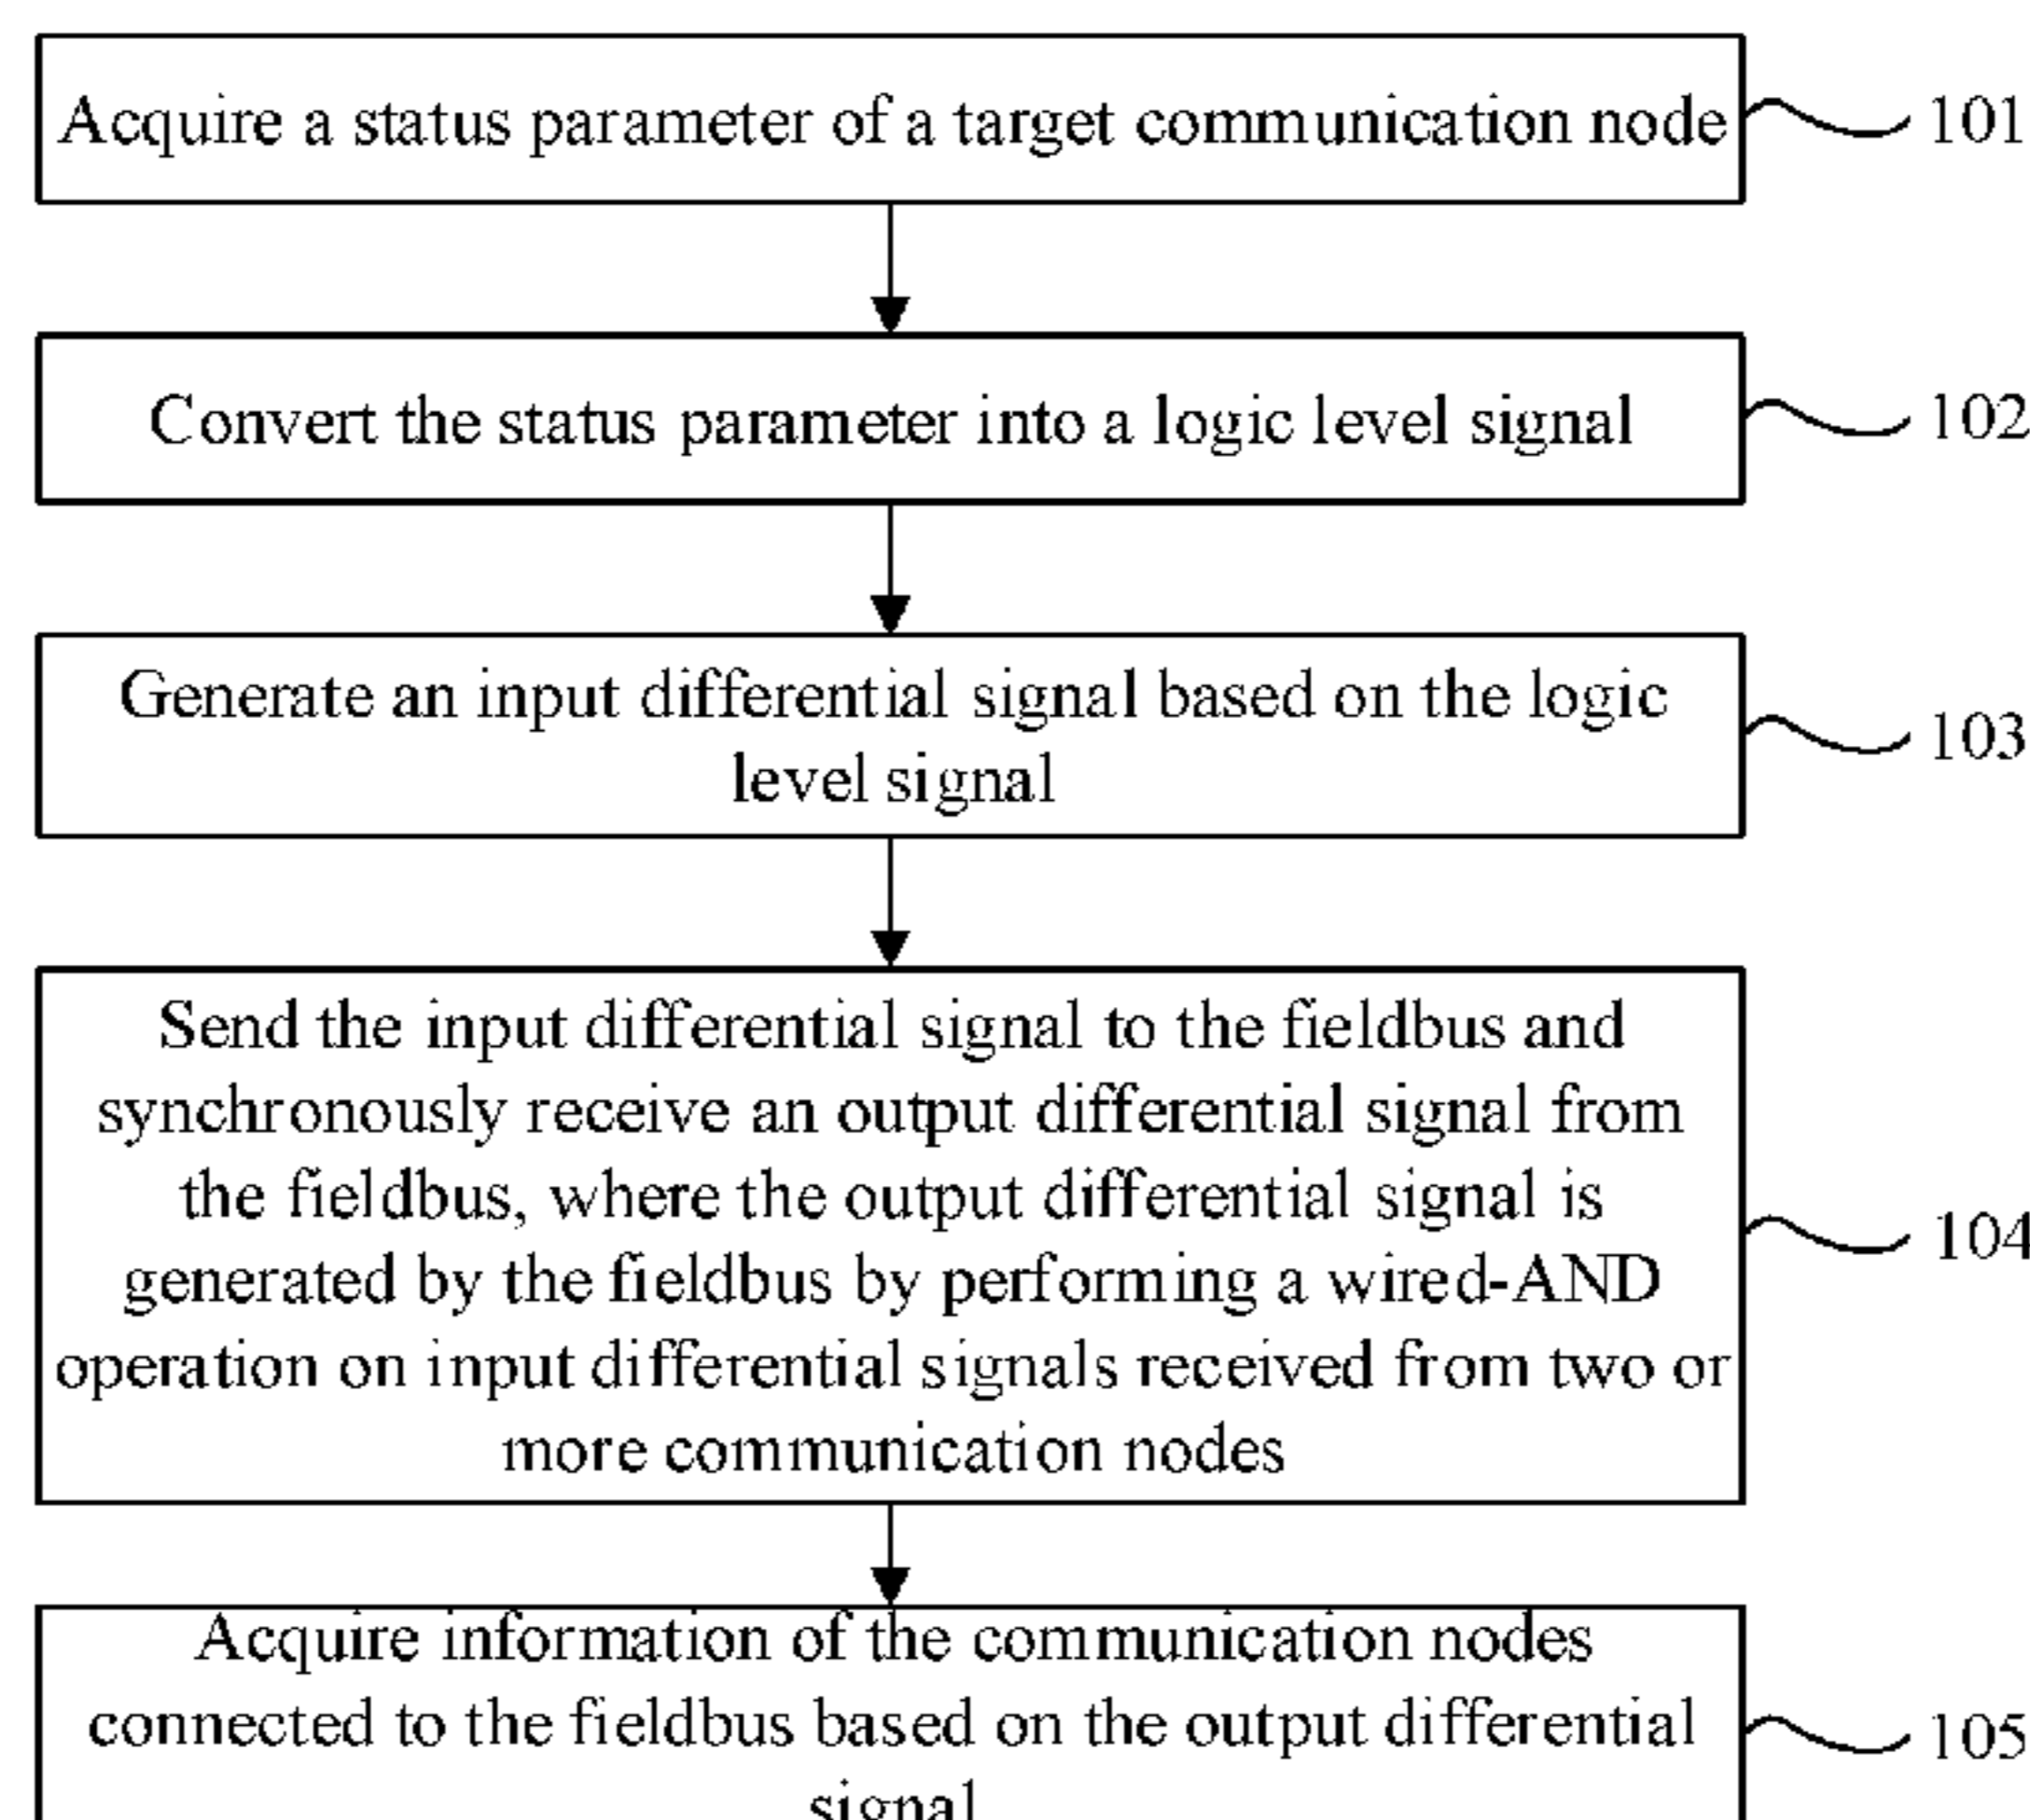 Acquire a status parameter of a target communication node
101
Convert the status parameter into a logic level signal
102
Generate an input differential signal based on the logic
level signal
103
Send the input differential signal to the fieldbus and
synchronously receive an output differential signal from
the fieldbus, where the output differential signal is
generated by the fieldbus by performing a wired-AND
operation on input differential signals received from two or
more communication nodes
104
Acquire information of the communication nodes
connected to the fieldbus based on the output differential
signal
105